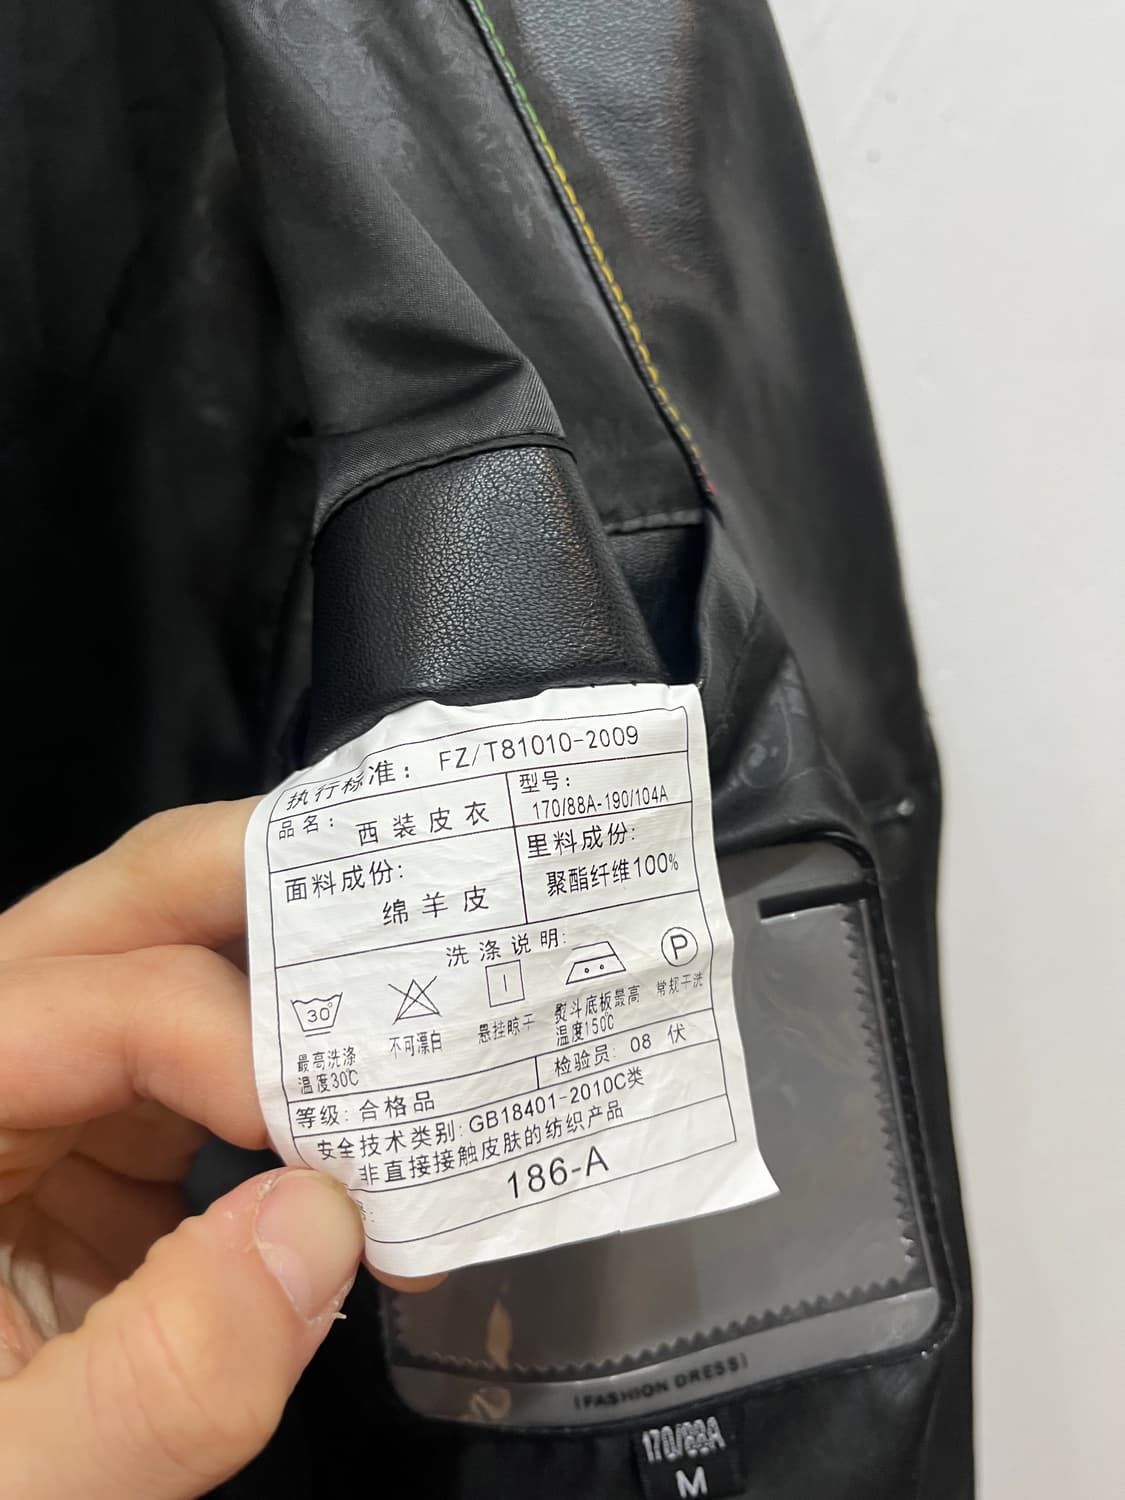 执行标准: FZ/T81010-2009
品名: 西装皮衣
型号:
170/88A-190/104A
面料成份:
绵羊皮
里料成份:
聚酯纤维100%
洗涤说明:
30°
P
最高洗涤
温度30℃
不可漂白
悬挂晾干
熨斗底板最高
温度150℃
常规干洗
检验员: 08 伏
等级: 合格品
安全技术类别: GB18401-2010C类
非直接接触皮肤的纺织产品
号:
186-A
(FASHION DRESS)
170/88A
M